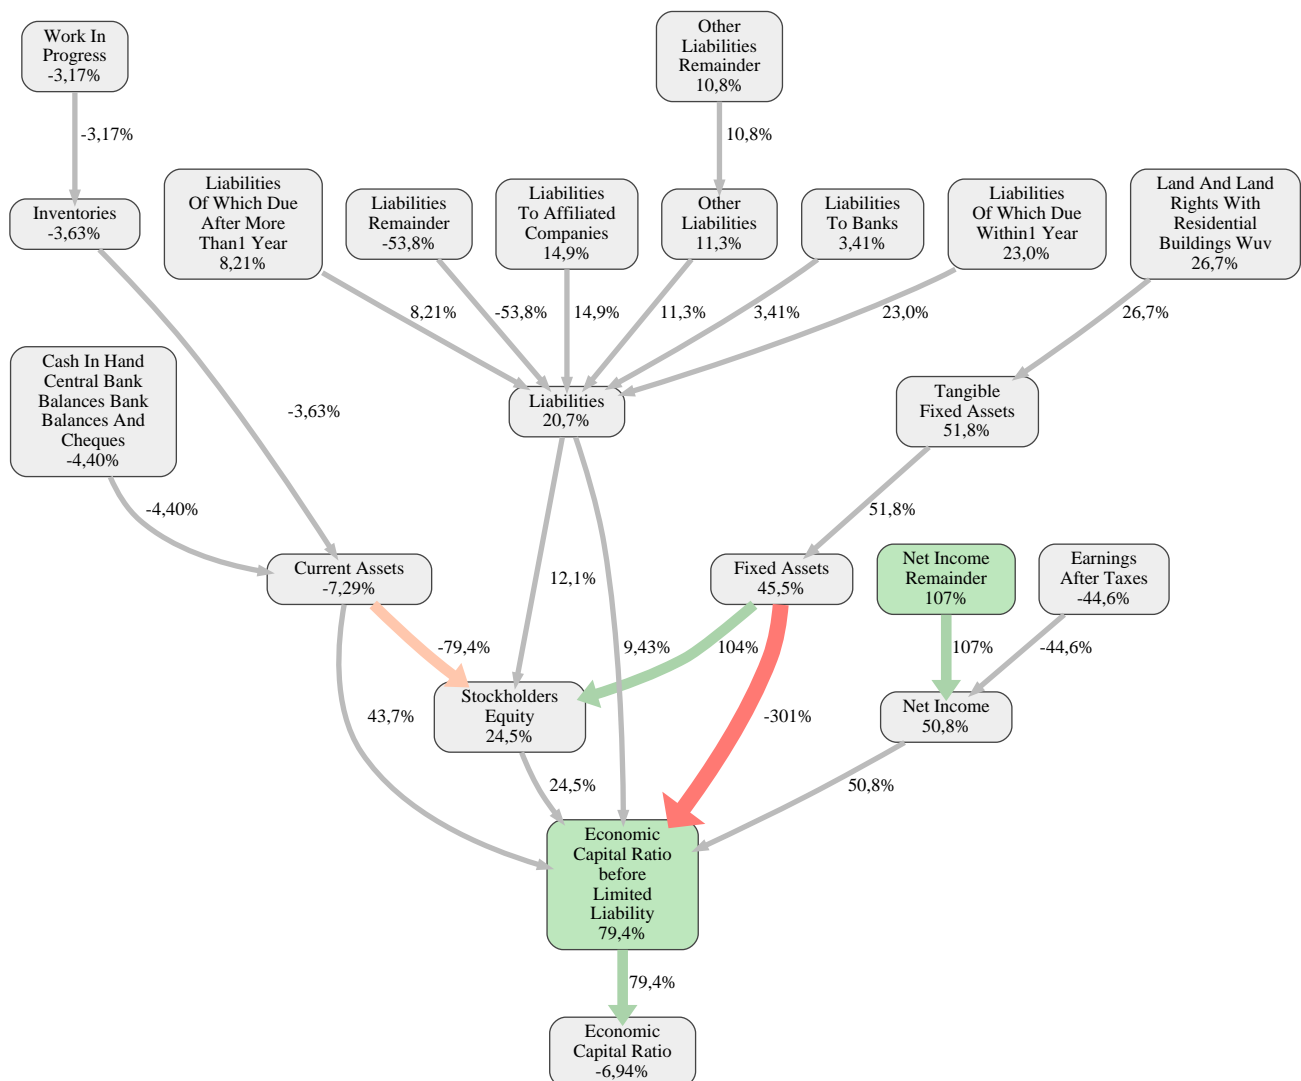 Work In
Progress
-3,17%
Other
Liabilities
Remainder
10,8%
-3,17%
10,8%
Inventories
-3,63%
Liabilities
Of Which Due
After More
Than1 Year
8,21%
Liabilities
Remainder
-53,8%
Liabilities
To Affiliated
Companies
14,9%
Other
Liabilities
11,3%
Liabilities
To Banks
3,41%
Liabilities
Of Which Due
Within1 Year
23,0%
Land And Land
Rights With
Residential
Buildings Wuv
26,7%
8,21%
-53,8%
14,9%
11,3%
3,41%
23,0%
26,7%
Cash In Hand
Central Bank
Balances Bank
Balances And
Cheques
-4,40%
-3,63%
Liabilities
20,7%
Tangible
Fixed Assets
51,8%
-4,40%
51,8%
Current Assets
-7,29%
12,1%
Fixed Assets
45,5%
Net Income
Remainder
107%
Earnings
After Taxes
-44,6%
-79,4%
9,43%
104%
107%
-44,6%
43,7%
Stockholders
Equity
24,5%
-301%
Net Income
50,8%
24,5%
50,8%
Economic
Capital Ratio
before
Limited
Liability
79,4%
79,4%
Economic
Capital Ratio
-6,94%